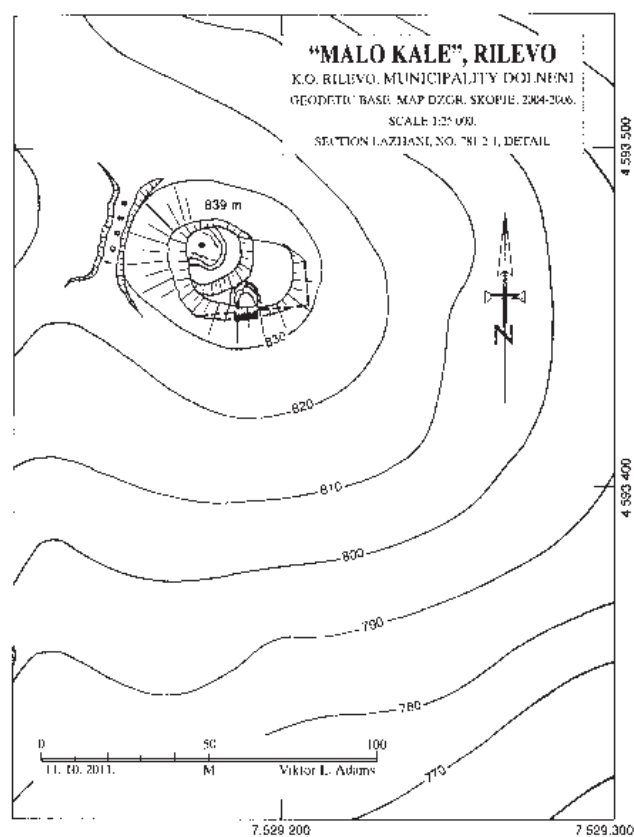 “MALO KALE”, RILEVO
K.O. RILEVO, MUNICIPALITY DOLNENI
GEODETIC BASE MAP DZGR, SKOPJE, 2004-2006,
SCALE 1:25 000,
SECTION LAZHANI, NO. 781-2-1, DETAIL
4 593 500
839 m
N
830
820
810
4 593 400
800
790
780
770
0 50 100
11. 10. 2011. M Viktor L. Adams
7.529 200 7 529.300